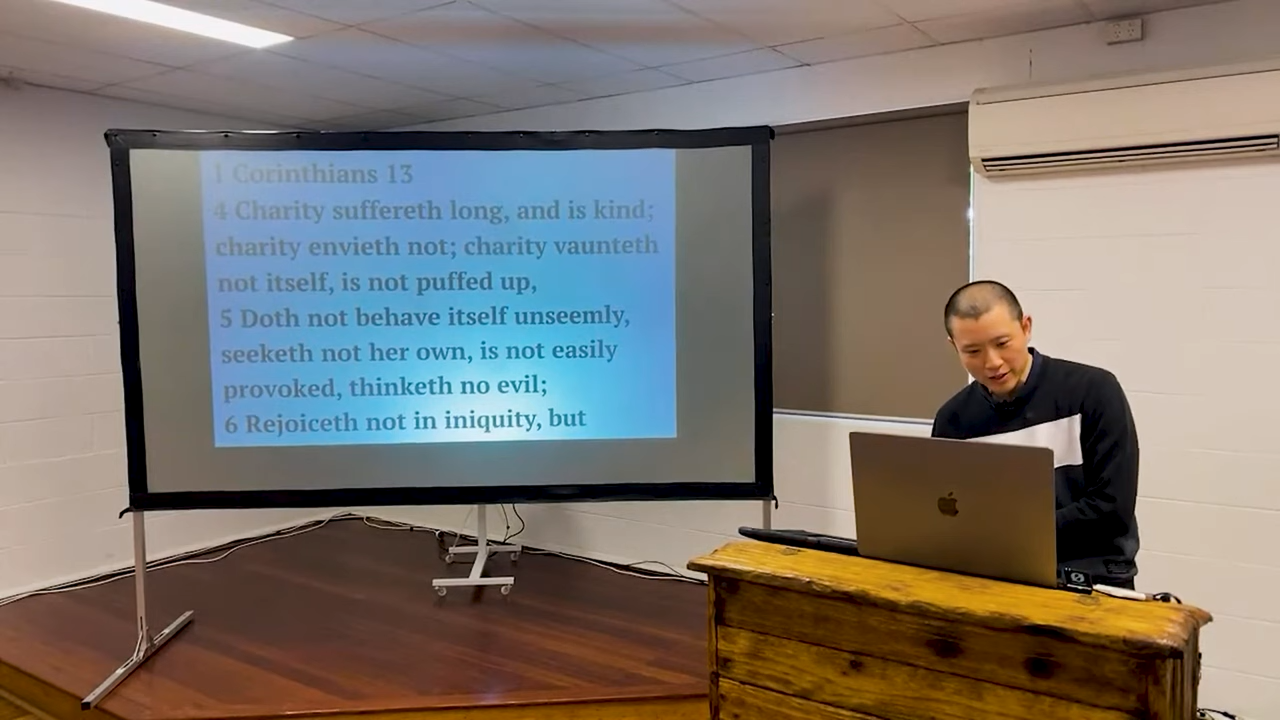 1 Corinthians 13
4 Charity suffereth long, and is kind;
charity envieth not; charity vaunteth
not itself, is not puffed up,
5 Doth not behave itself unseemly,
seeketh not her own, is not easily
provoked, thinketh no evil;
6 Rejoiceth not in iniquity, but